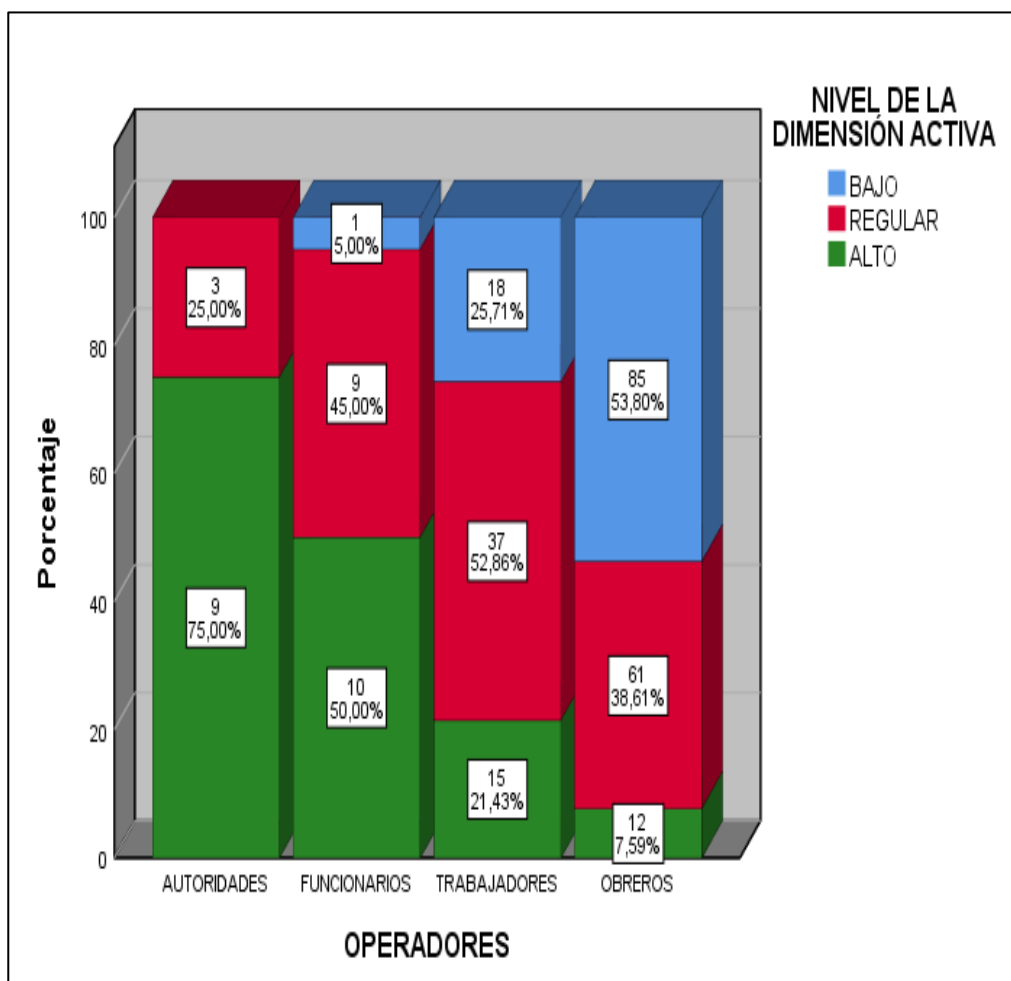 NIVEL DE LA
DIMENSIÓN ACTIVA
BAJO
REGULAR
ALTO
Porcentaje
100
80
60
40
20
0
3
25,00%
9
75,00%
1
5,00%
9
45,00%
10
50,00%
18
25,71%
37
52,86%
15
21,43%
85
53,80%
61
38,61%
12
7,59%
AUTORIDADES
FUNCIONARIOS
TRABAJADORES
OBREROS
OPERADORES